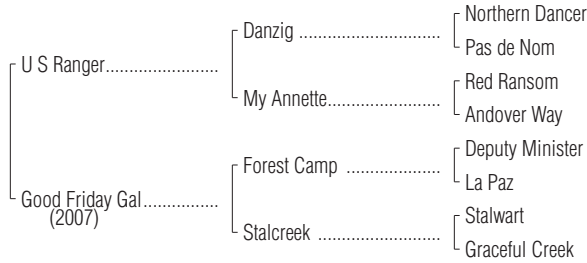 Northern Dancer
Danzig ........................................
Pas de Nom
U S Ranger.........................
Red Ransom
My Annette................................
Andover Way
Deputy Minister
Forest Camp ...........................
La Paz
Good Friday Gal.................
(2007)
Stalwart
Stalcreek ...................................
Graceful Creek